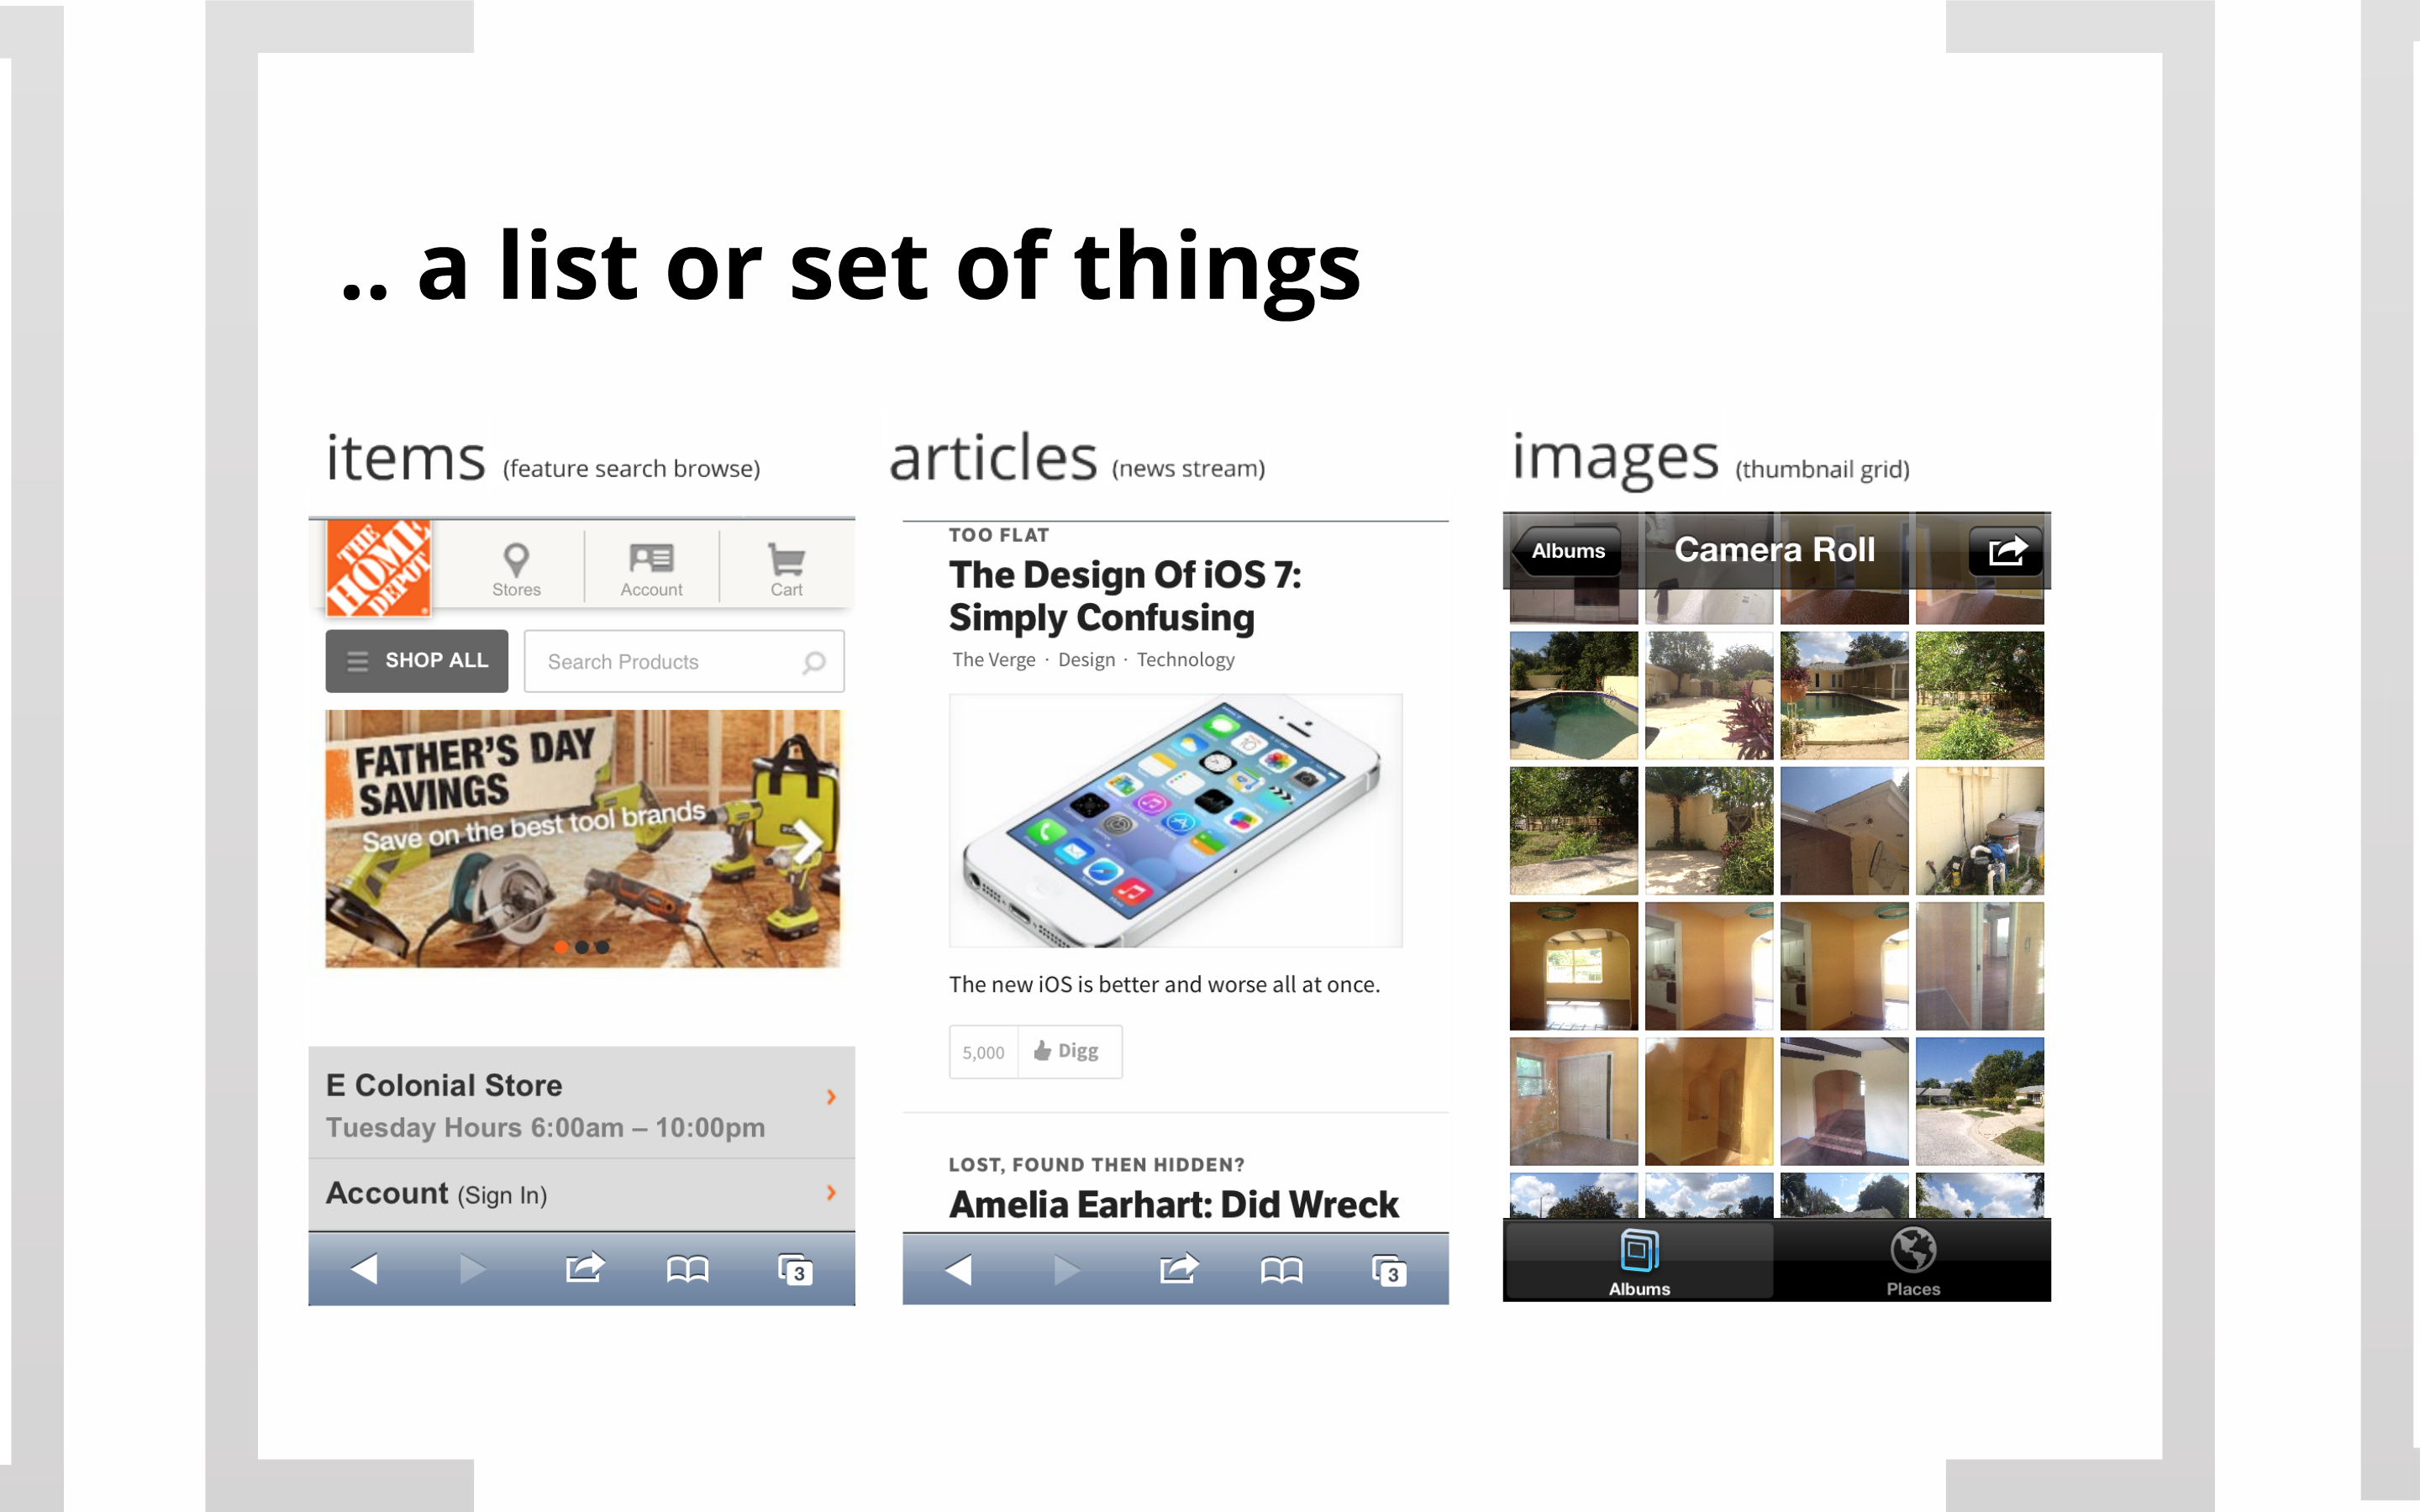 .. a list or set of things
items (feature search browse)
THE
HOME
DEPOT
Stores
Account
Cart
SHOP ALL
Search Products
FATHER'S DAY
SAVINGS
Save on the best tool brands
E Colonial Store
Tuesday Hours 6:00am – 10:00pm
Account (Sign In)
3
articles (news stream)
TOO FLAT
The Design Of iOS 7:
Simply Confusing
The Verge · Design · Technology
The new iOS is better and worse all at once.
5,000
Digg
LOST, FOUND THEN HIDDEN?
Amelia Earhart: Did Wreck
3
images (thumbnail grid)
Albums
Camera Roll
Albums
Places